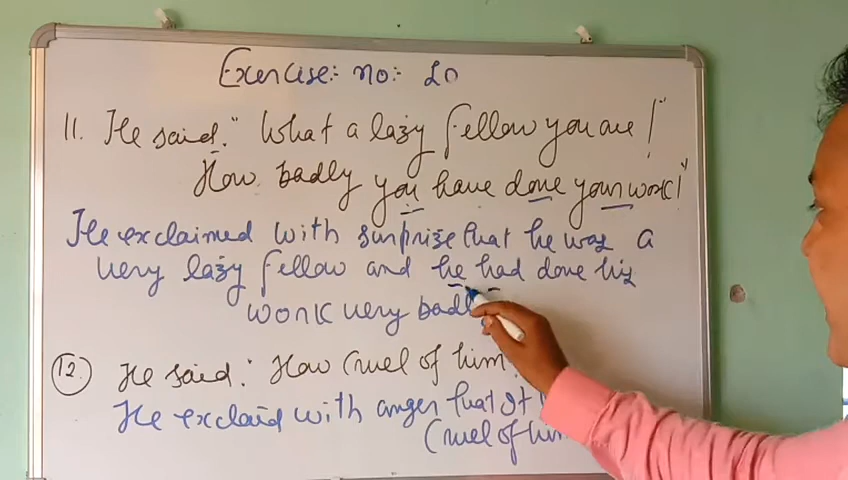 Exercise:- no:- 20
11. He said." What a lazy fellow you are!"
How badly you have done your work!"
He exclaimed with surprize that he was a
very lazy fellow and he had done his
work very badly
12. He said." How cruel of him
He exclaid with anger that it
cruel of him